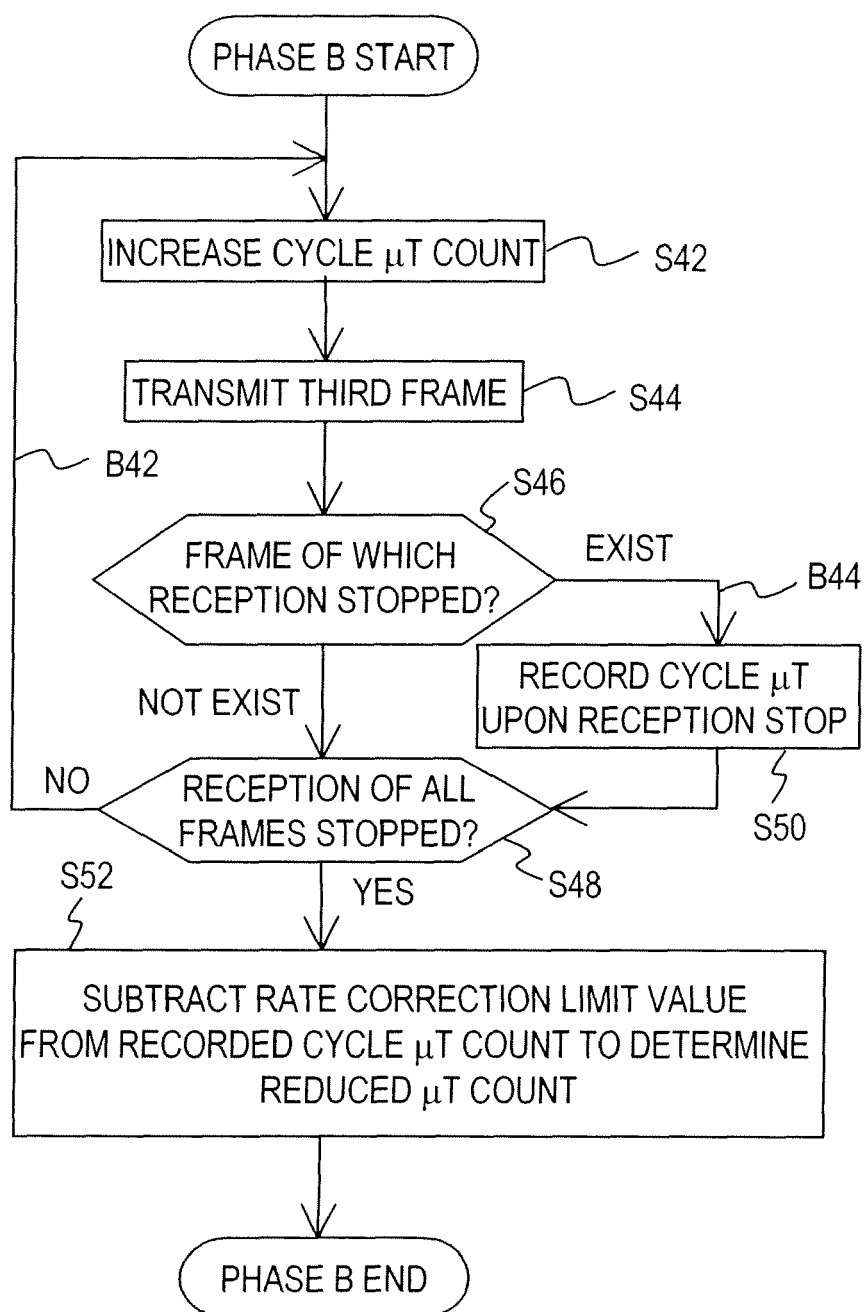 PHASE B START
INCREASE CYCLE μT COUNT
S42
TRANSMIT THIRD FRAME
S44
B42
S46
FRAME OF WHICH
RECEPTION STOPPED?
EXIST
B44
NOT EXIST
RECORD CYCLE μT
UPON RECEPTION STOP
S50
NO
RECEPTION OF ALL
FRAMES STOPPED?
S48
YES
S52
SUBTRACT RATE CORRECTION LIMIT VALUE
FROM RECORDED CYCLE μT COUNT TO DETERMINE
REDUCED μT COUNT
PHASE B END